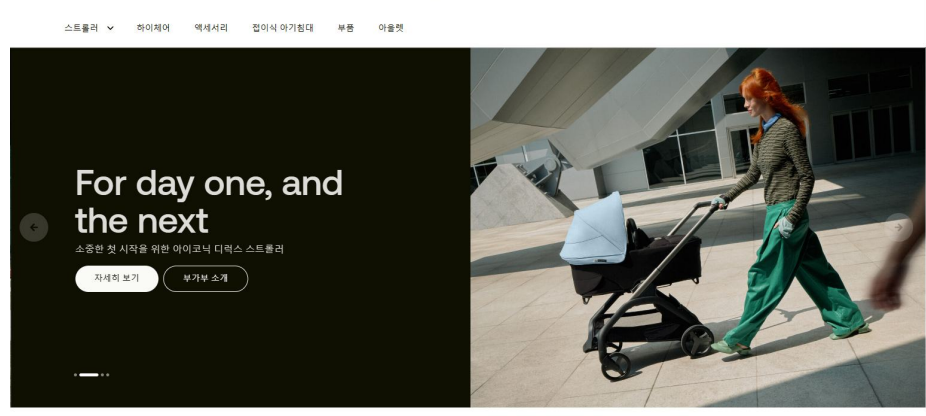 스트롤러
하이체어
액세서리
접이식 아기침대
부품
아울렛
For day one, and
the next
소중한 첫 시작을 위한 아이코닉 디럭스 스트롤러
자세히 보기
부가부 소개